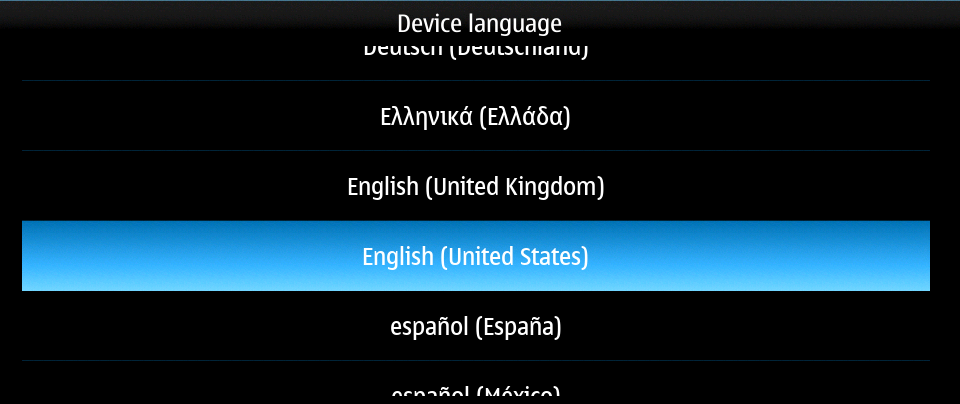 Device language
Deutsch (Deutschland)
Ελληνικά (Ελλάδα)
English (United Kingdom)
English (United States)
español (España)
español (México)